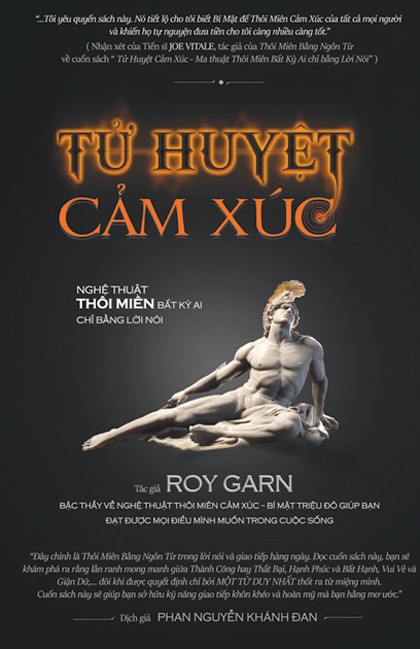 "...Tôi yêu quyển sách này. Nó tiết lộ cho tôi biết Bí Mật để Thôi Miên Cảm Xúc của tất cả mọi người
và khiến họ tự nguyện đưa tiền cho tôi càng nhiều càng tốt."
( Nhận xét của Tiến sĩ JOE VITALE, tác giả của Thôi Miên Bằng Ngôn Từ
về cuốn sách " Tử Huyệt Cảm Xúc - Ma thuật Thôi Miên Bất Kỳ Ai chỉ bằng Lời Nói" )
TỬ HUYỆT
CẢM XÚC
NGHỆ THUẬT
THÔI MIÊN BẤT KỲ AI
CHỈ BẰNG LỜI NÓI
Tác giả ROY GARN
BẬC THẦY VỀ NGHỆ THUẬT THÔI MIÊN CẢM XÚC – BÍ MẬT TRIỆU ĐÔ GIÚP BẠN
ĐẠT ĐƯỢC MỌI ĐIỀU MÌNH MUỐN TRONG CUỘC SỐNG
"Đây chính là Thôi Miên Bằng Ngôn Từ trong lời nói và giao tiếp hàng ngày. Đọc cuốn sách này, bạn sẽ
khám phá ra rằng lằn ranh mong manh giữa Thành Công hay Thất Bại, Hạnh Phúc và Bất Hạnh, Vui Vẻ và
Giận Dữ,... đôi khi được quyết định chỉ bởi MỘT TƯ DUY NHẤT thốt ra từ miệng mình.
Cuốn sách này sẽ giúp bạn sở hữu kỹ năng giao tiếp khôn khéo và hoàn mỹ mà bạn hằng mơ ước."
Dịch giả PHAN NGUYỄN KHÁNH ĐAN